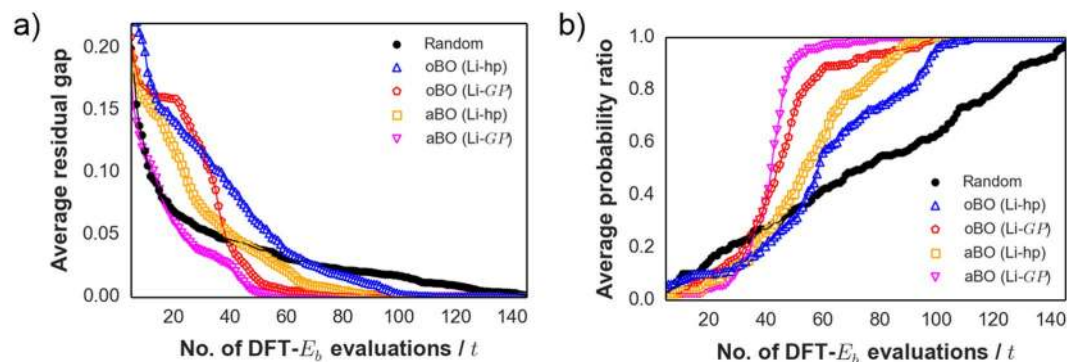 a)
Average residual gap
0.20
0.15
0.10
0.05
0.00
20 40 60 80 100 120 140
No. of DFT-E_b evaluations / t
Random
oBO (Li-hp)
oBO (Li-GP)
aBO (Li-hp)
aBO (Li-GP)
b)
Average probability ratio
1.0
0.8
0.6
0.4
0.2
0.0
20 40 60 80 100 120 140
No. of DFT-E_b evaluations / t
Random
oBO (Li-hp)
oBO (Li-GP)
aBO (Li-hp)
aBO (Li-GP)